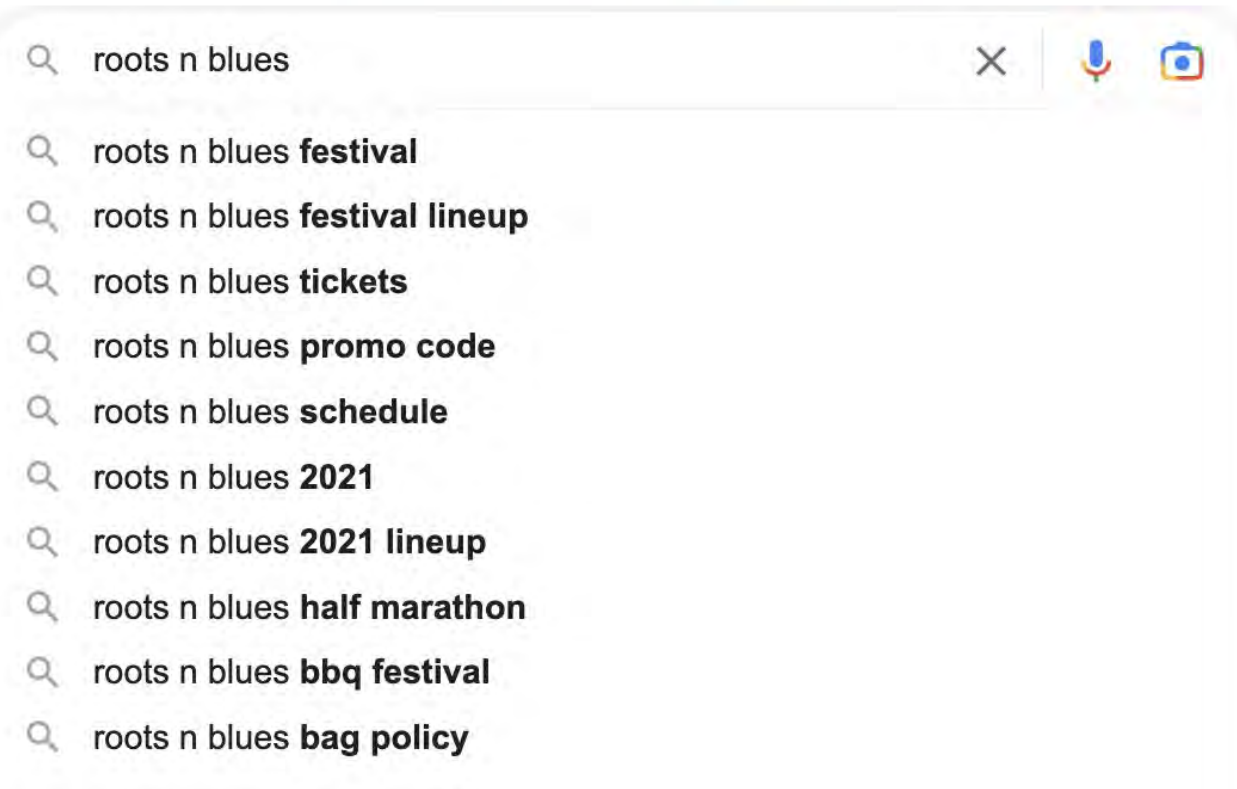 roots n blues
roots n blues festival
roots n blues festival lineup
roots n blues tickets
roots n blues promo code
roots n blues schedule
roots n blues 2021
roots n blues 2021 lineup
roots n blues half marathon
roots n blues bbq festival
roots n blues bag policy